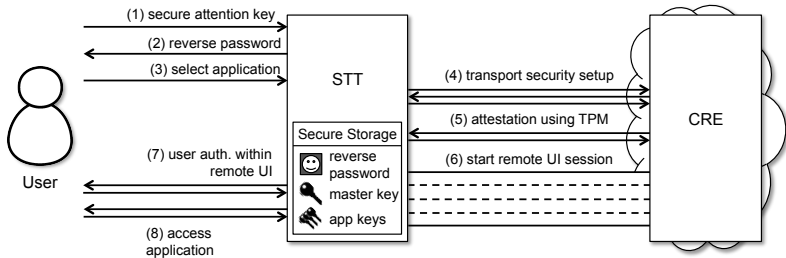 (1) secure attention key
(2) reverse password
(3) select application
STT
(4) transport security setup
CRE
(5) attestation using TPM
Secure Storage
reverse
password
master key
app keys
(6) start remote UI session
User
(7) user auth. within
remote UI
(8) access
application